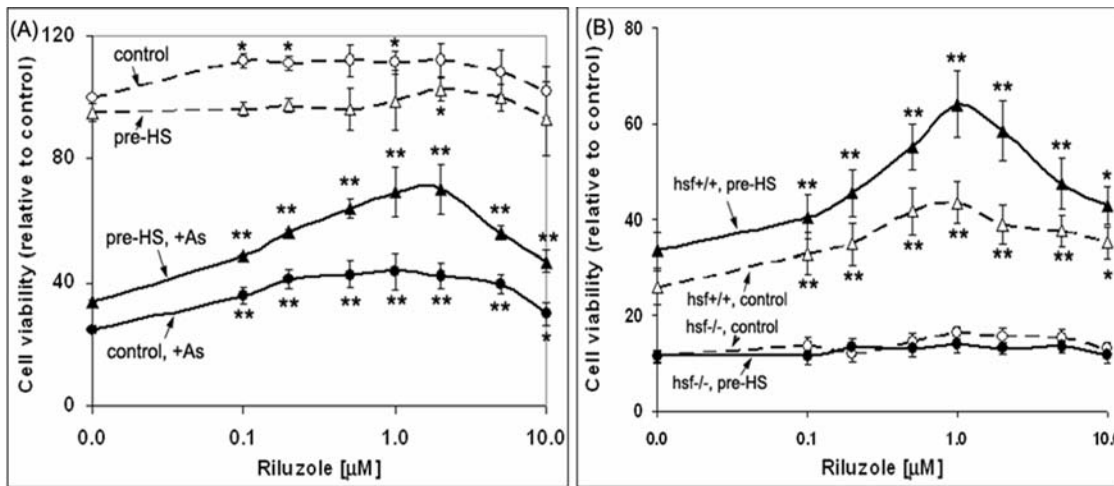 (A)
120
80
40
0
Cell viability (relative to control)
control
pre-HS
pre-HS, +As
control, +As
* * *
*
** ** ** ** ** ** **
** ** ** ** ** ** *
0.0 0.1 1.0 10.0
Riluzole [µM]
(B)
80
60
40
20
0
Cell viability (relative to control)
hsf+/+, pre-HS
hsf+/+, control
hsf-/-, control
hsf-/-, pre-HS
** ** ** ** ** ** *
** ** ** ** ** ** *
0.0 0.1 1.0 10.0
Riluzole [µM]